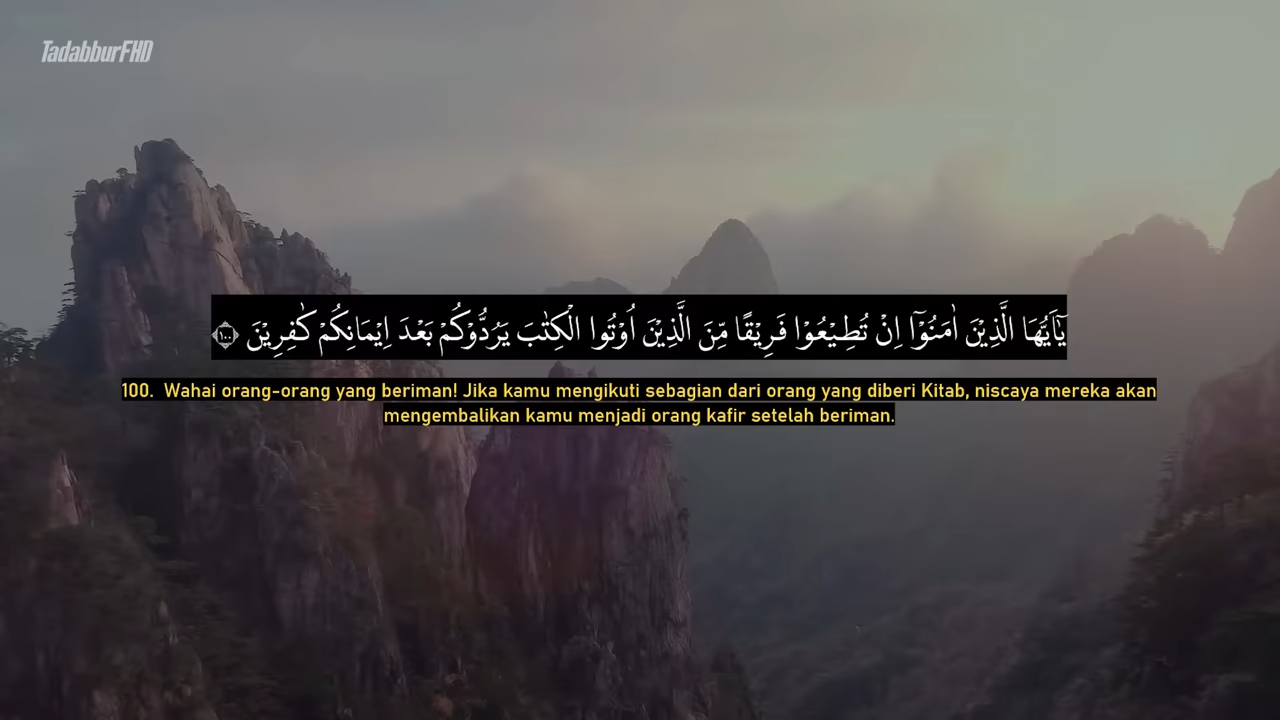 TadabburFHD
يٰٓاَيُّهَا الَّذِيْنَ اٰمَنُوْٓا اِنْ تُطِيْعُوْا فَرِيْقًا مِّنَ الَّذِيْنَ اُوْتُوا الْكِتٰبَ يَرُدُّوْكُمْ بَعْدَ اِيْمَانِكُمْ كٰفِرِيْنَ ١٠٠
100. Wahai orang-orang yang beriman! Jika kamu mengikuti sebagian dari orang yang diberi Kitab, niscaya mereka akan
mengembalikan kamu menjadi orang kafir setelah beriman.